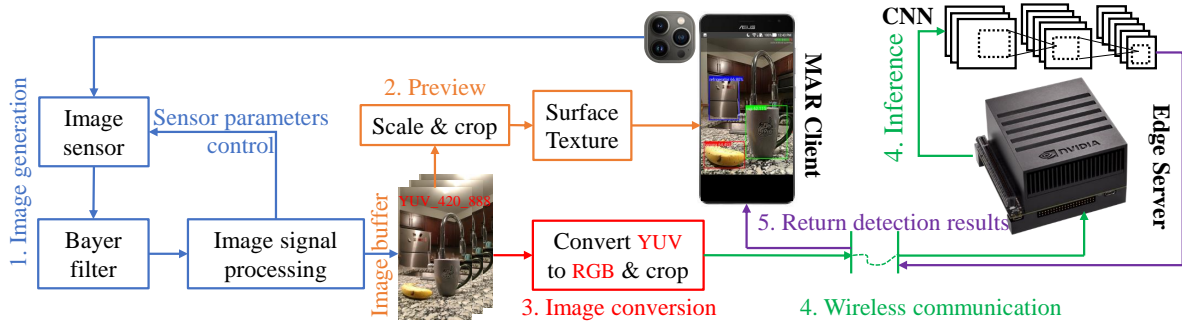 CNN
ASUS
2. Preview
Scale & crop
Surface
Texture
MAR Client
4. Inference
NVIDIA
Edge Server
1. Image generation
Image
sensor
Sensor parameters
control
Bayer
filter
Image signal
processing
Image buffer
YUV_420_888
Convert YUV
to RGB & crop
3. Image conversion
5. Return detection results
4. Wireless communication